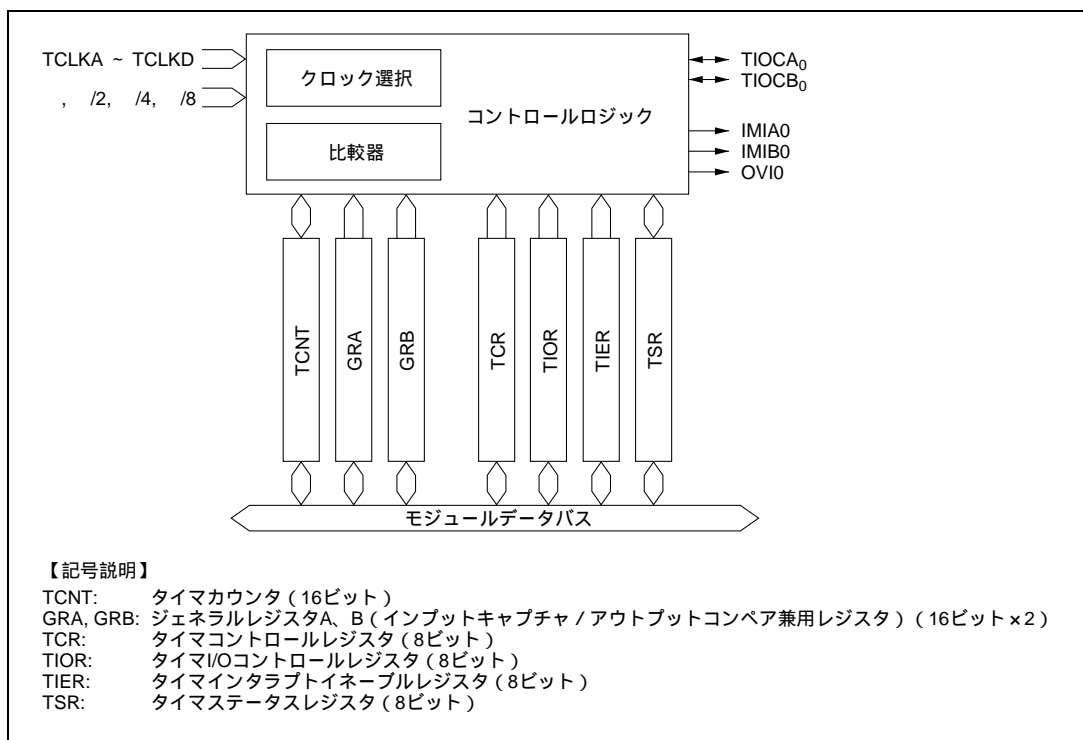 TCLKA ~ TCLKD
, /2, /4, /8
クロック選択
比較器
コントロールロジック
TIOCA0
TIOCB0
IMIA0
IMIB0
OVI0
TCNT
GRA
GRB
TCR
TIOR
TIER
TSR
モジュールデータバス
【記号説明】
TCNT: タイマカウンタ(16ビット)
GRA, GRB: ジェネラルレジスタA、B(インプットキャプチャ/アウトプットコンペア兼用レジスタ)(16ビット×2)
TCR: タイマコントロールレジスタ(8ビット)
TIOR: タイマI/Oコントロールレジスタ(8ビット)
TIER: タイマインタラプトイネーブルレジスタ(8ビット)
TSR: タイマステータスレジスタ(8ビット)